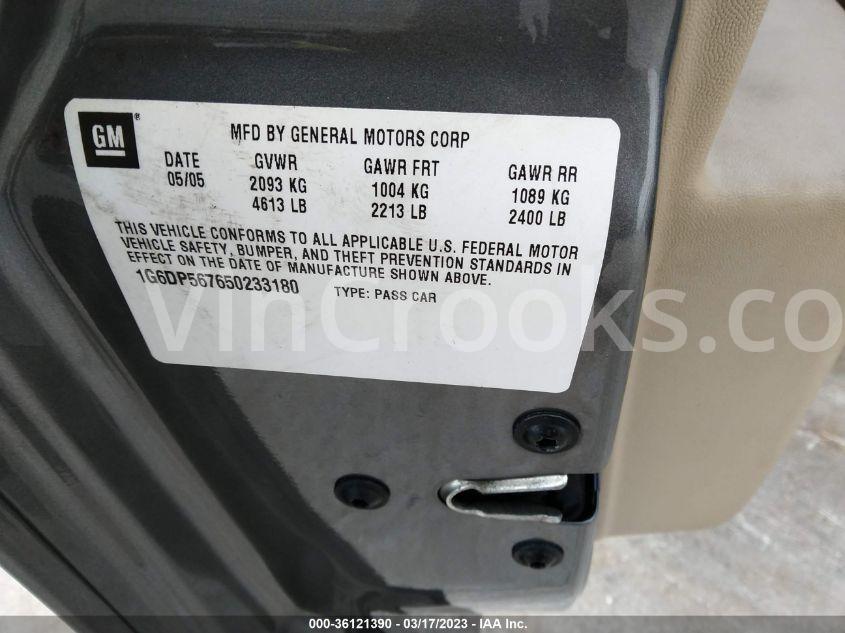 GM®
MFD BY GENERAL MOTORS CORP
DATE GVWR GAWR FRT GAWR RR
05/05 2093 KG 1004 KG 1089 KG
4613 LB 2213 LB 2400 LB
THIS VEHICLE CONFORMS TO ALL APPLICABLE U.S. FEDERAL MOTOR
VEHICLE SAFETY, BUMPER, AND THEFT PREVENTION STANDARDS IN
EFFECT ON THE DATE OF MANUFACTURE SHOWN ABOVE.
1G6DP567650233180 TYPE: PASS CAR
VinCrooks.co
000-36121390 - 03/17/2023 - IAA Inc.